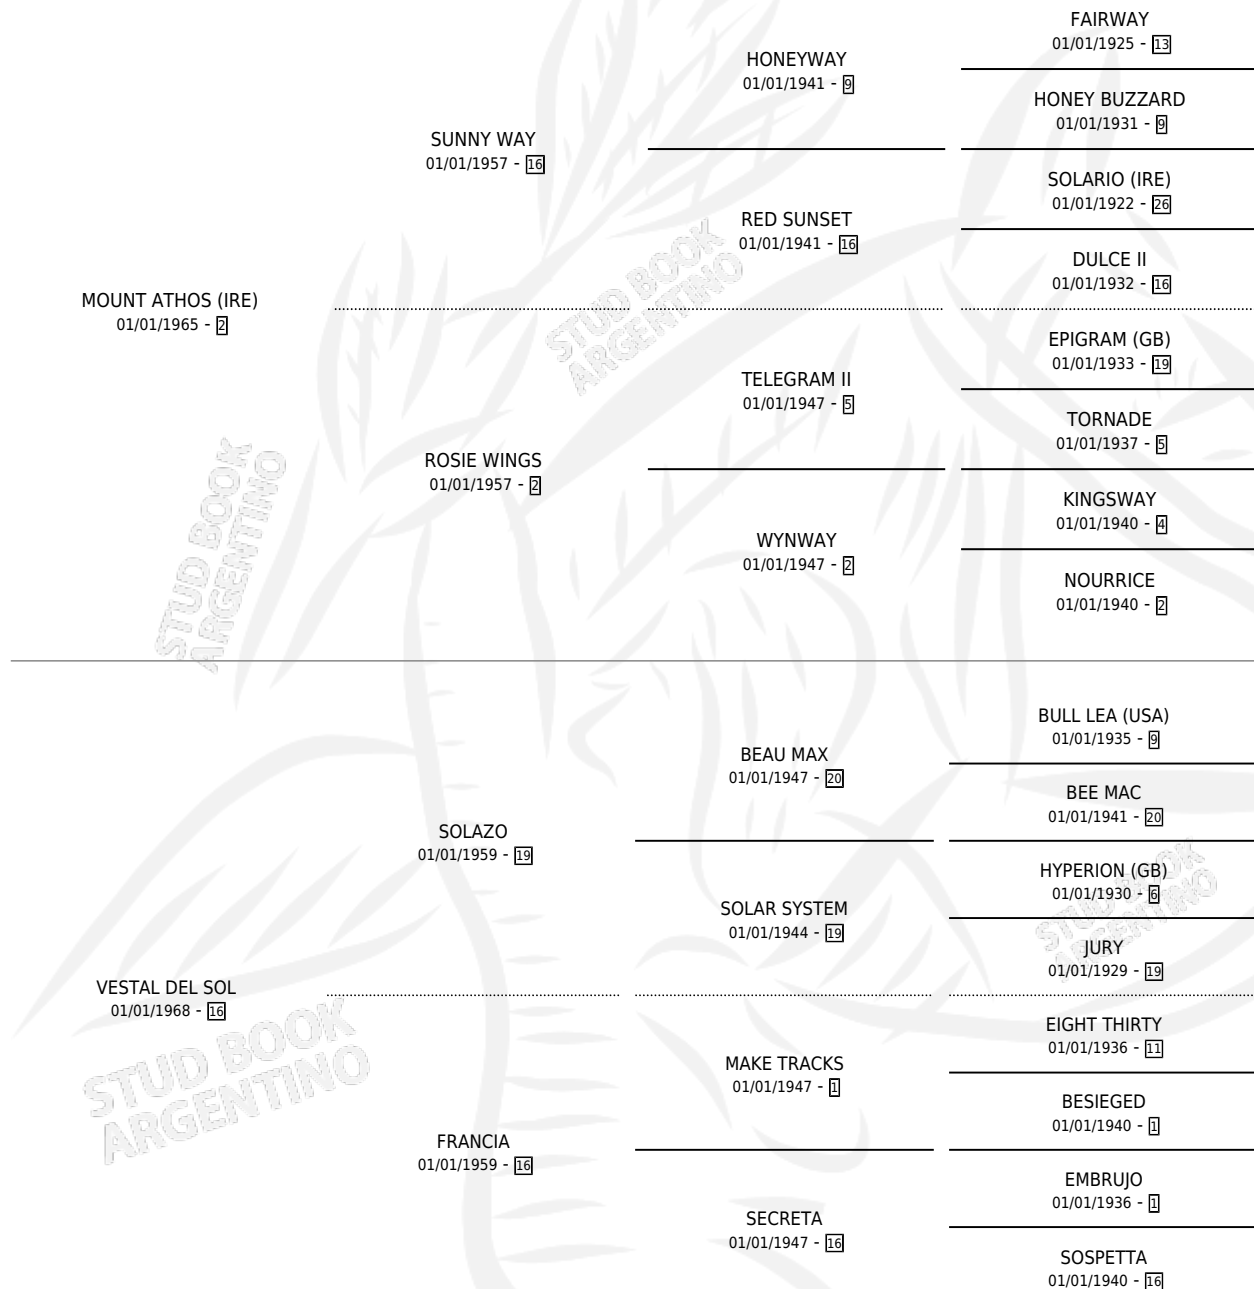 FAIRWAY
01/01/1925 - 13
HONEYWAY
01/01/1941 - 9
HONEY BUZZARD
01/01/1931 - 9
SUNNY WAY
01/01/1957 - 16
SOLARIO (IRE)
01/01/1922 - 26
RED SUNSET
01/01/1941 - 16
DULCE II
01/01/1932 - 16
MOUNT ATHOS (IRE)
01/01/1965 - 2
EPIGRAM (GB)
01/01/1933 - 19
TELEGRAM II
01/01/1947 - 5
TORNADE
01/01/1937 - 5
ROSIE WINGS
01/01/1957 - 2
KINGSWAY
01/01/1940 - 4
WYNWAY
01/01/1947 - 2
NOURRICE
01/01/1940 - 2
BULL LEA (USA)
01/01/1935 - 9
BEAU MAX
01/01/1947 - 20
BEE MAC
01/01/1941 - 20
SOLAZO
01/01/1959 - 19
HYPERION (GB)
01/01/1930 - 6
SOLAR SYSTEM
01/01/1944 - 19
JURY
01/01/1929 - 19
VESTAL DEL SOL
01/01/1968 - 16
EIGHT THIRTY
01/01/1936 - 11
MAKE TRACKS
01/01/1947 - 1
BESIEGED
01/01/1940 - 1
FRANCIA
01/01/1959 - 16
EMBRUJO
01/01/1936 - 1
SECRETA
01/01/1947 - 16
SOSPETTA
01/01/1940 - 16
STUD BOOK
ARGENTINO
STUD BOOK
ARGENTINO
STUD BOOK
ARGENTINO
STUD BOOK
ARGENTINO